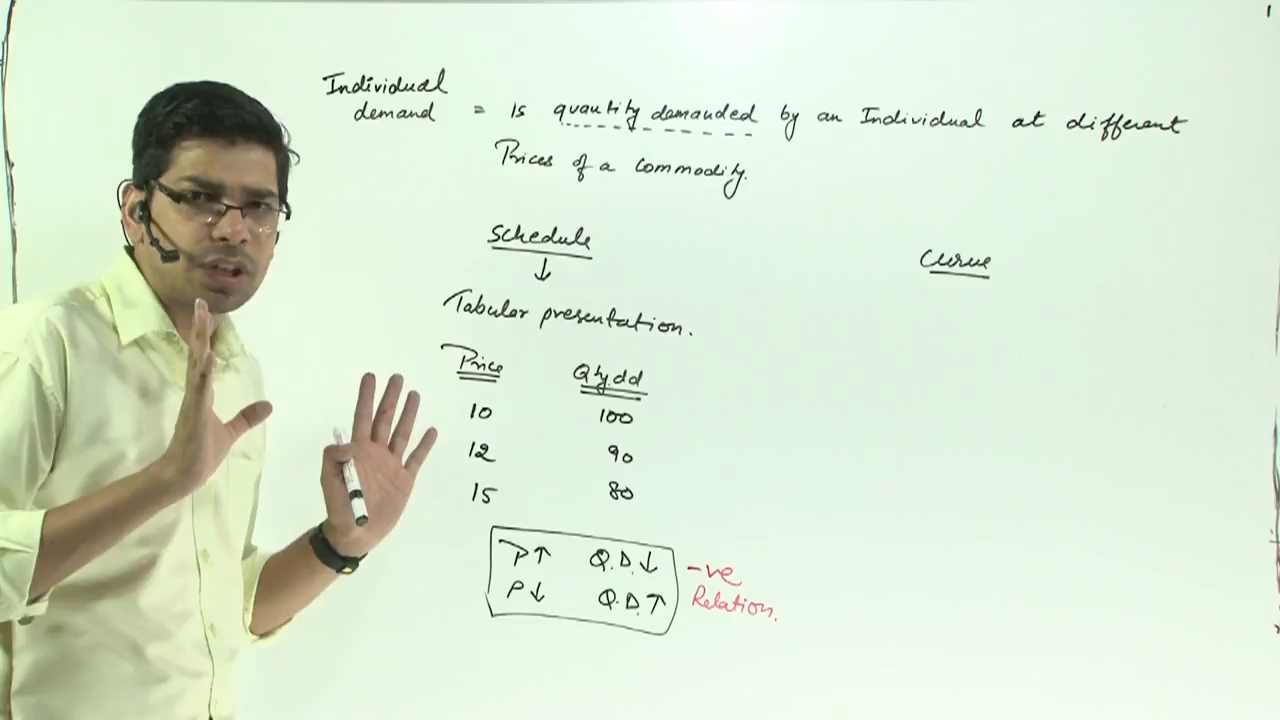 Individual
demand = is quantity demanded by an Individual at different
Prices of a commodity.
Schedule
Curve
↓
Tabular presentation.
Price Qty dd
10 100
12 90
15 80
P↑ Q.D.↓ -ve
P↓ Q.D.↑ Relation.